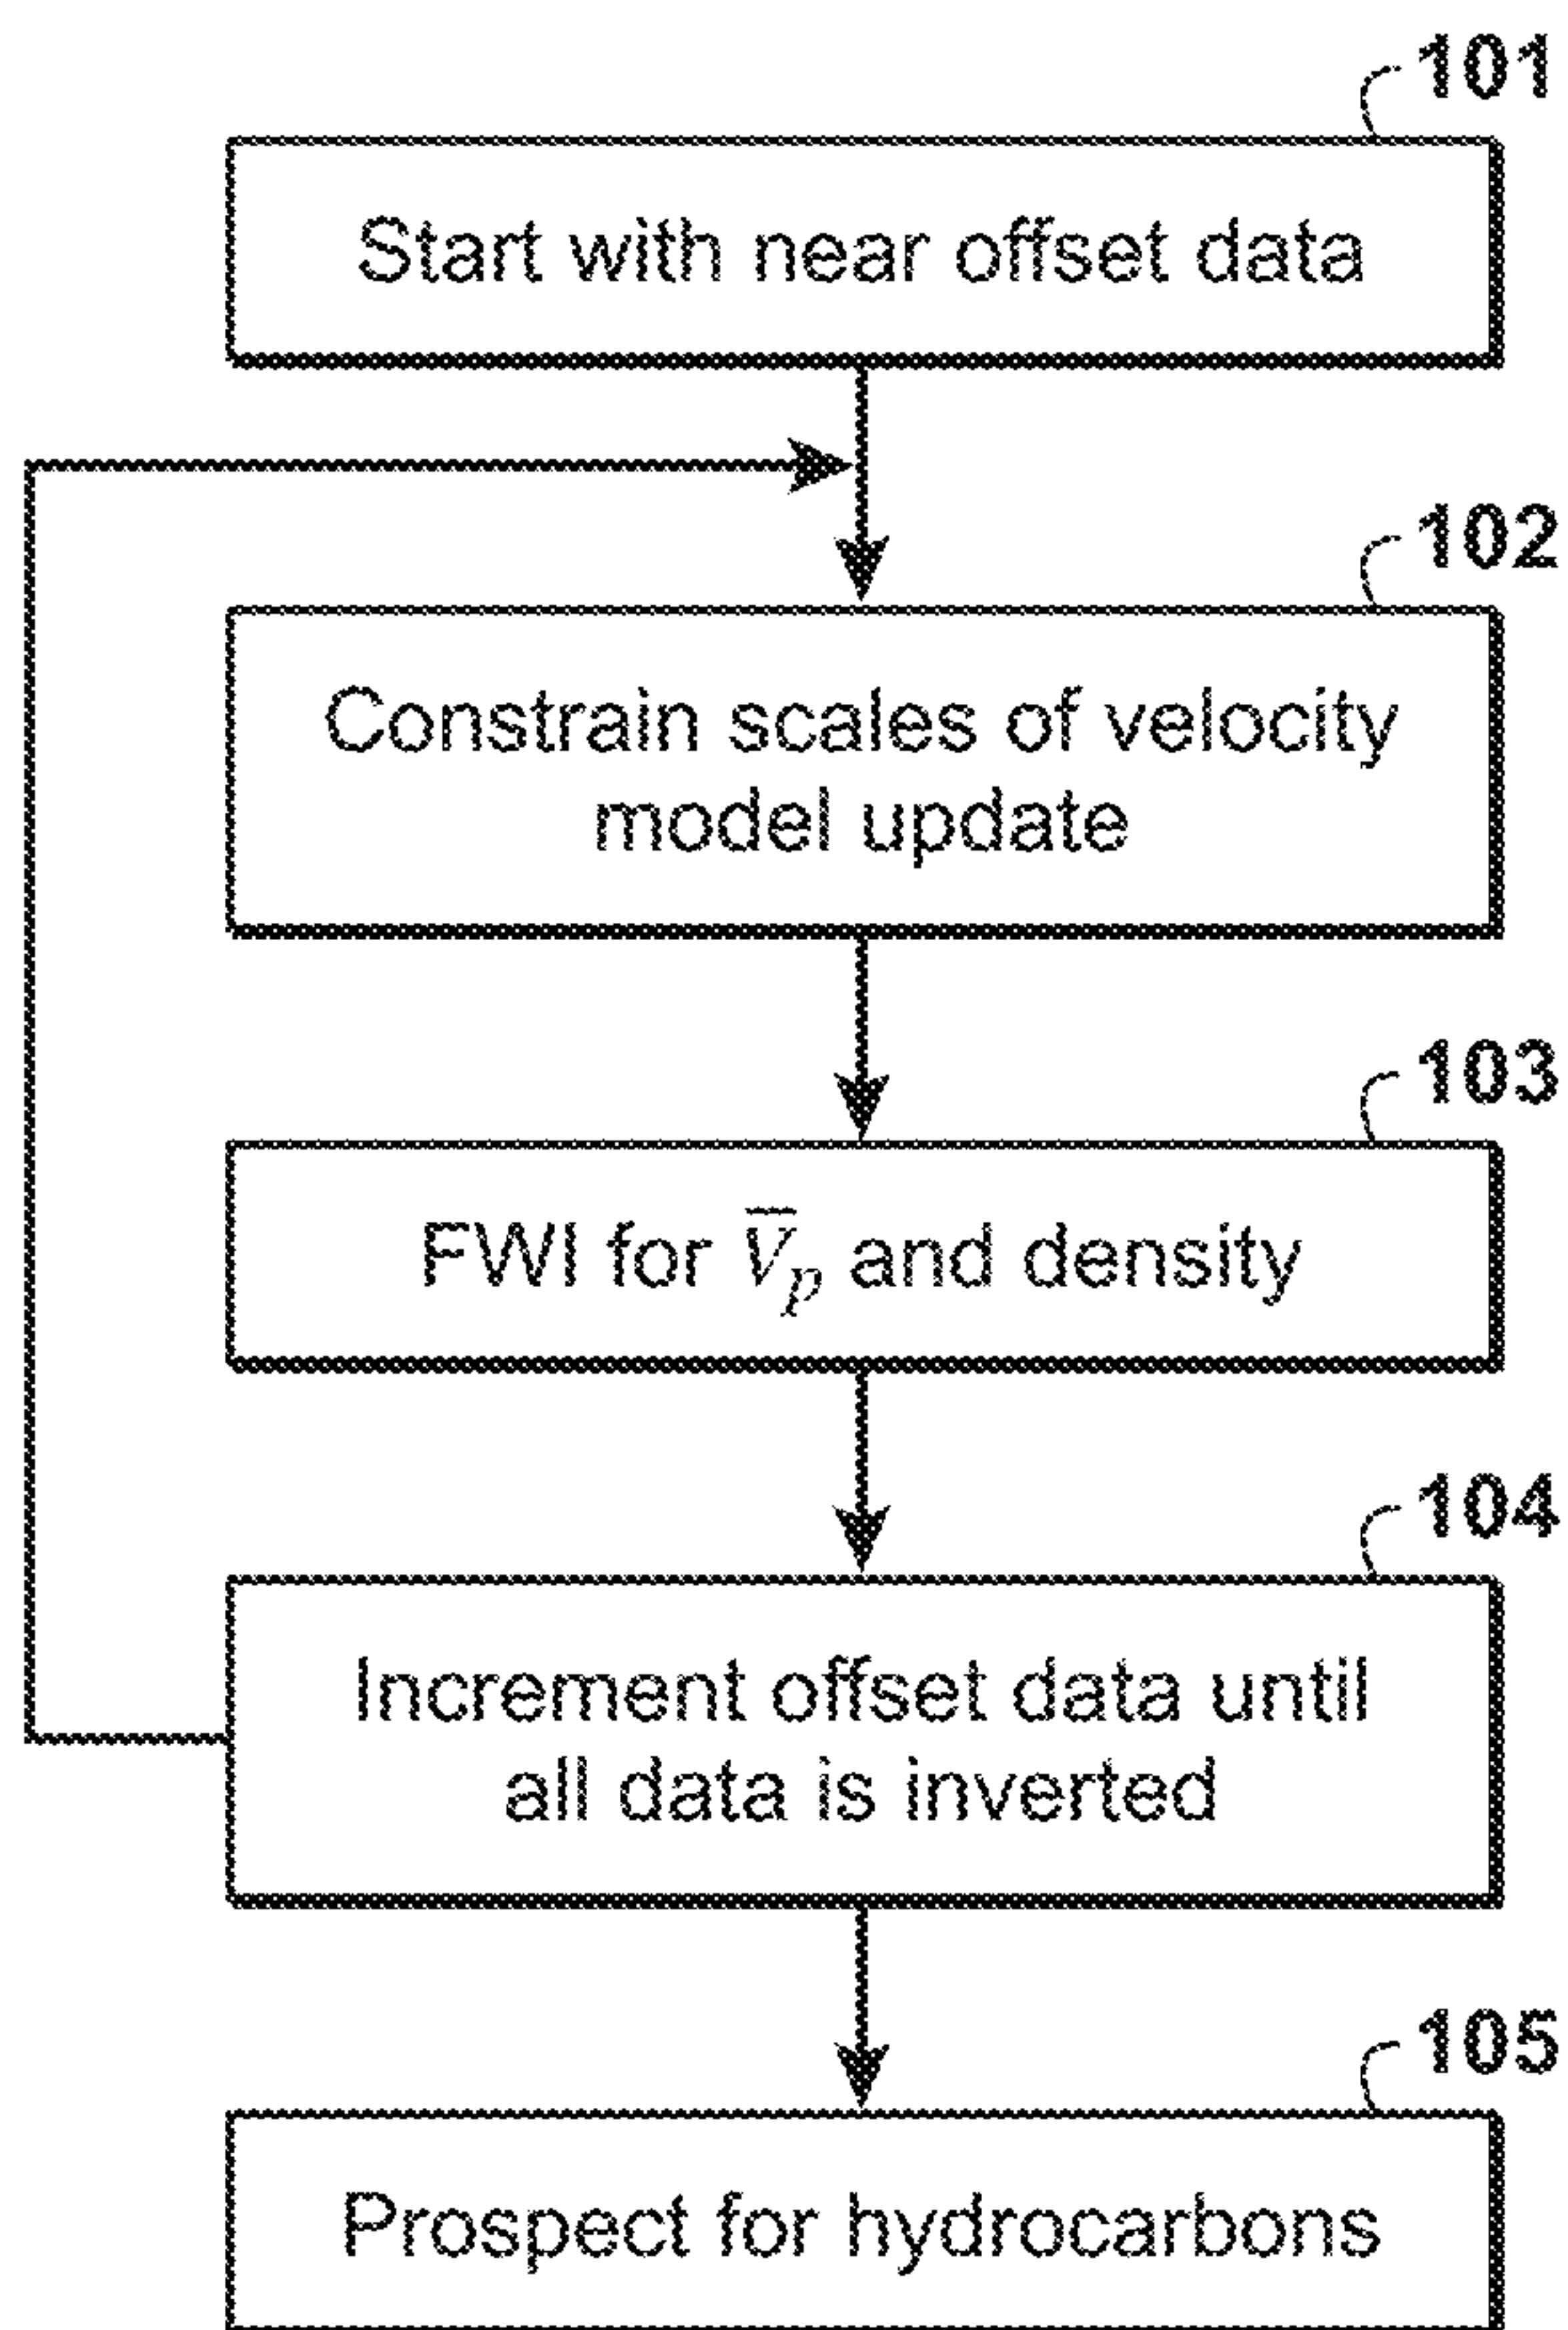 101
Start with near offset data
102
Constrain scales of velocity
model update
103
FWI for V̅p and density
104
Increment offset data until
all data is inverted
105
Prospect for hydrocarbons